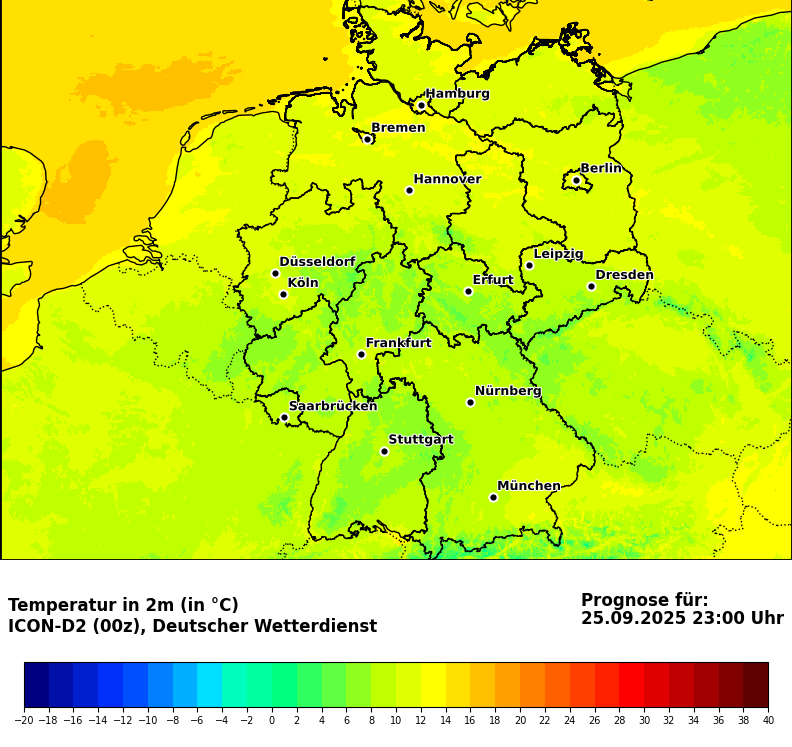 Hamburg
Bremen
Berlin
Hannover
Leipzig
Düsseldorf
Dresden
Köln
Erfurt
Frankfurt
Nürnberg
Saarbrücken
Stuttgart
München
Temperatur in 2m (in °C)
ICON-D2 (00z), Deutscher Wetterdienst
Prognose für:
25.09.2025 23:00 Uhr
−20 −18 −16 −14 −12 −10 −8 −6 −4 −2 0 2 4 6 8 10 12 14 16 18 20 22 24 26 28 30 32 34 36 38 40